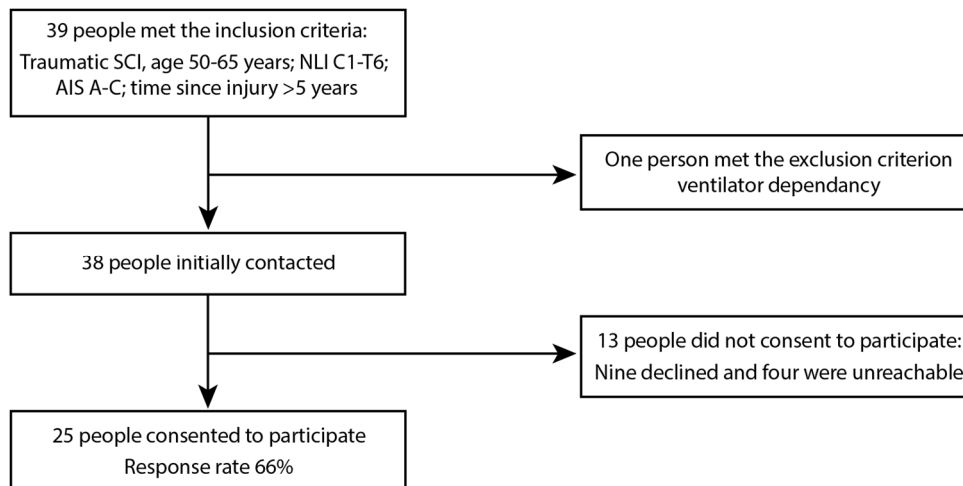 39 people met the inclusion criteria:
Traumatic SCI, age 50-65 years; NLI C1-T6;
AIS A-C; time since injury >5 years
One person met the exclusion criterion
ventilator dependancy
38 people initially contacted
13 people did not consent to participate:
Nine declined and four were unreachable
25 people consented to participate
Response rate 66%